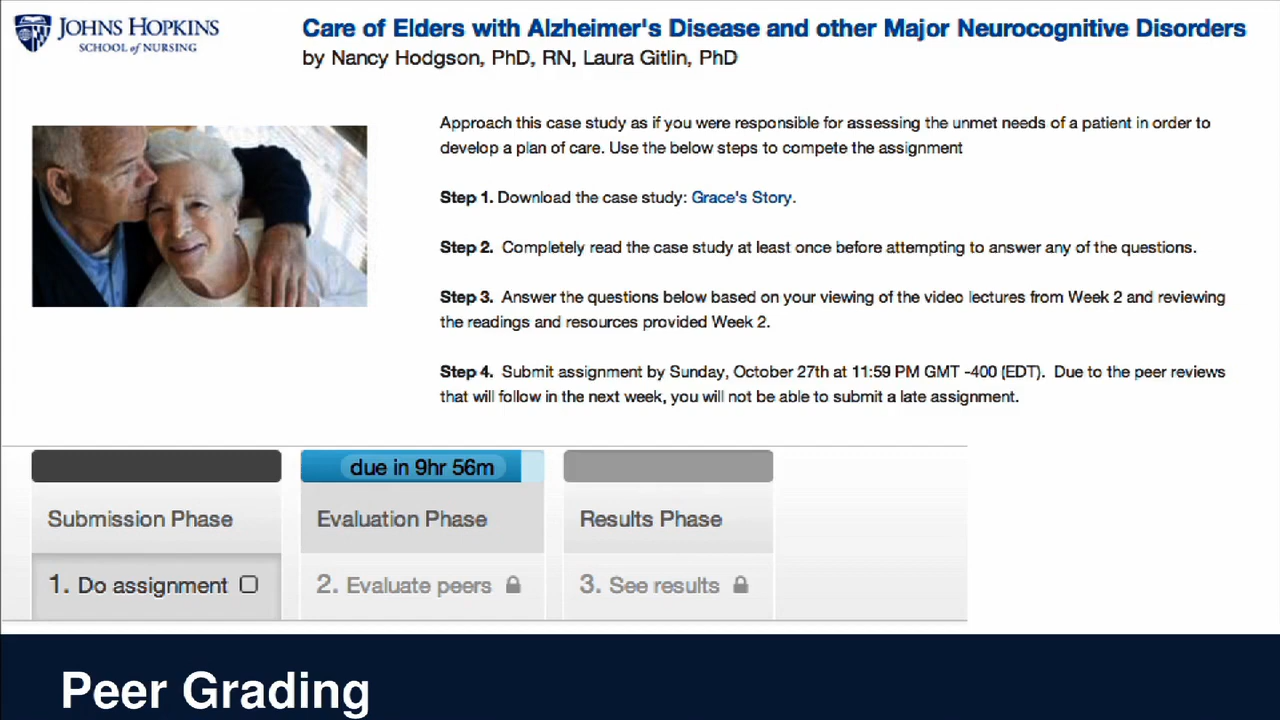 JOHNS HOPKINS
SCHOOL of NURSING
Care of Elders with Alzheimer's Disease and other Major Neurocognitive Disorders
by Nancy Hodgson, PhD, RN, Laura Gitlin, PhD
Approach this case study as if you were responsible for assessing the unmet needs of a patient in order to
develop a plan of care. Use the below steps to compete the assignment
Step 1. Download the case study: Grace's Story.
Step 2. Completely read the case study at least once before attempting to answer any of the questions.
Step 3. Answer the questions below based on your viewing of the video lectures from Week 2 and reviewing
the readings and resources provided Week 2.
Step 4. Submit assignment by Sunday, October 27th at 11:59 PM GMT -400 (EDT). Due to the peer reviews
that will follow in the next week, you will not be able to submit a late assignment.
due in 9hr 56m
Submission Phase
Evaluation Phase
Results Phase
1. Do assignment
2. Evaluate peers
3. See results
Peer Grading